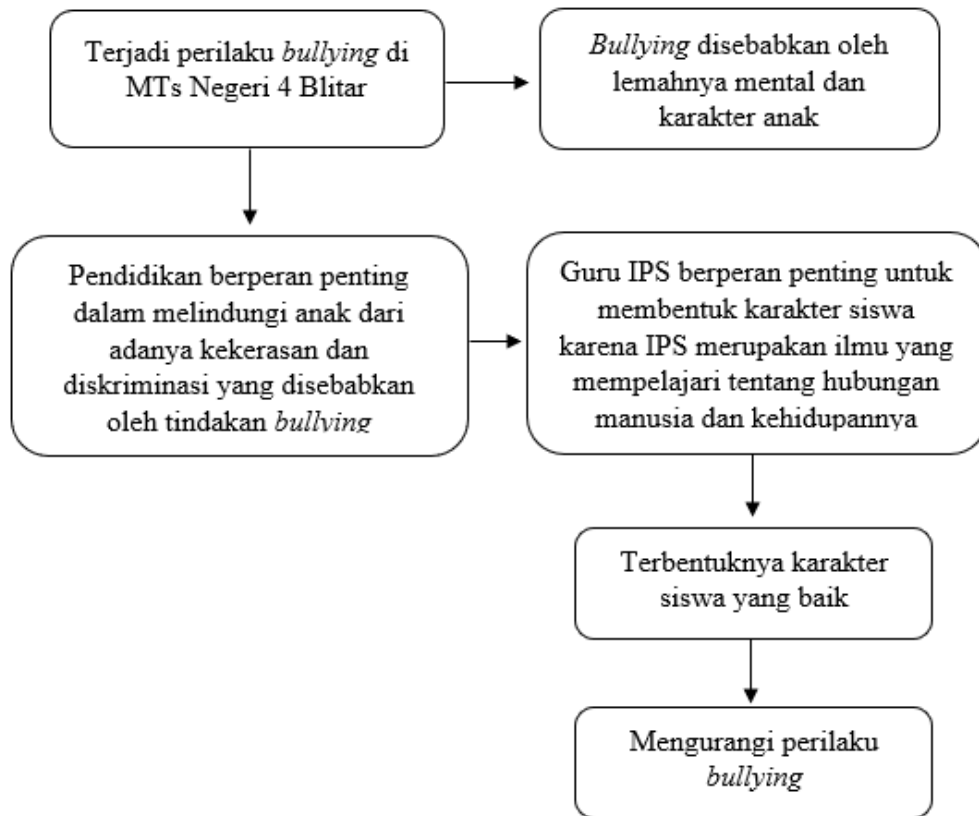 Terjadi perilaku bullying di
MTs Negeri 4 Blitar
Bullying disebabkan oleh
lemahnya mental dan
karakter anak
Pendidikan berperan penting
dalam melindungi anak dari
adanya kekerasan dan
diskriminasi yang disebabkan
oleh tindakan bullying
Guru IPS berperan penting untuk
membentuk karakter siswa
karena IPS merupakan ilmu yang
mempelajari tentang hubungan
manusia dan kehidupannya
Terbentuknya karakter
siswa yang baik
Mengurangi perilaku
bullying